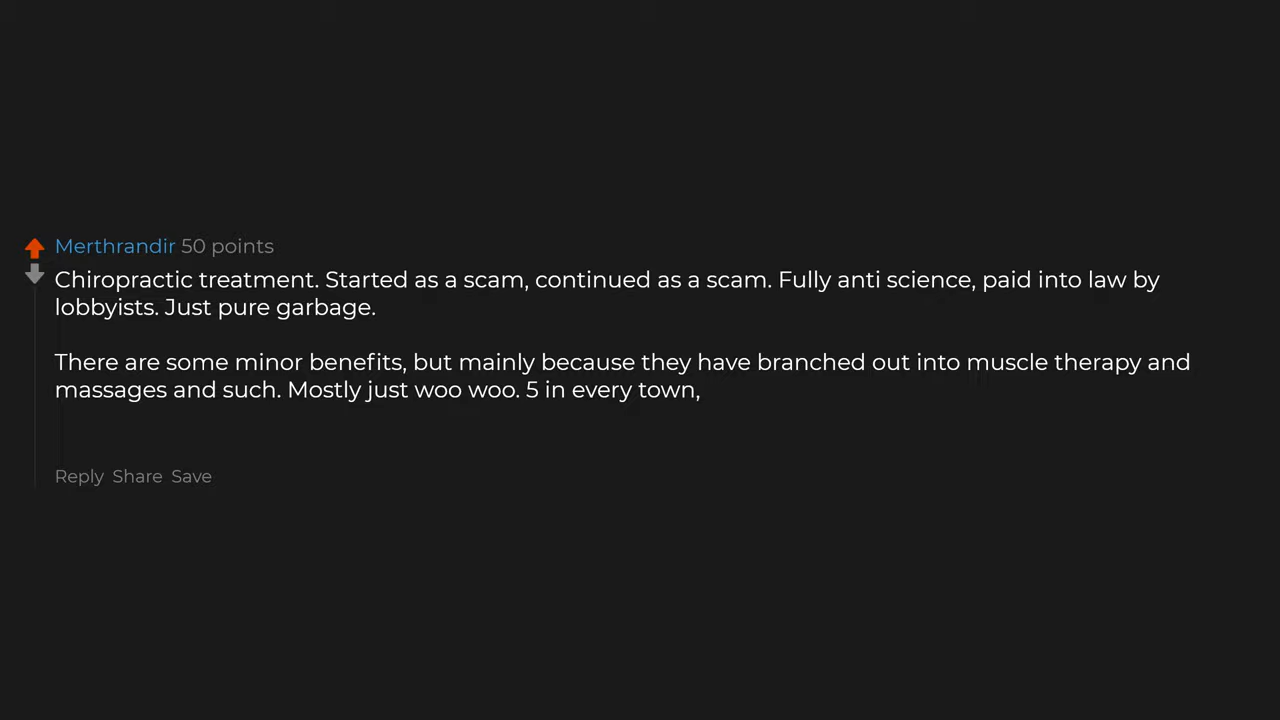 Merthrandir 50 points
Chiropractic treatment. Started as a scam, continued as a scam. Fully anti science, paid into law by
lobbyists. Just pure garbage.
There are some minor benefits, but mainly because they have branched out into muscle therapy and
massages and such. Mostly just woo woo. 5 in every town,
Reply Share Save